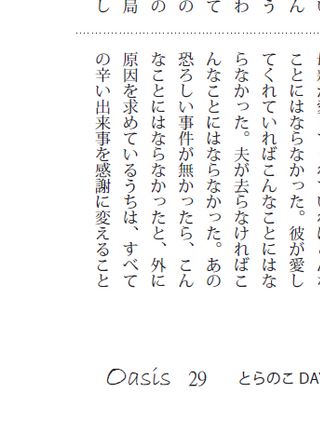 ん
う
わ
て
の
の
局
し
ことにはならなかった。彼が愛し
てくれていればこんなことにはな
らなかった。夫が去らなければこ
んなことにはならなかった。あの
恐ろしい事件が無かったら、こん
なことにはならなかったと、外に
原因を求めているうちは、すべて
の辛い出来事を感謝に変えること
Oasis 29 とらのこ DA